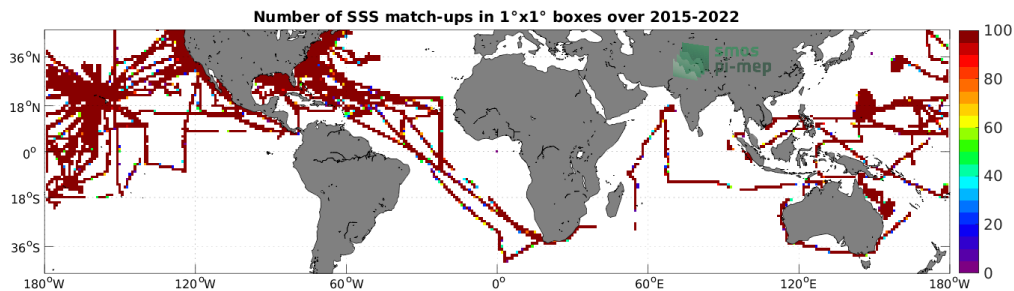 Number of SSS match-ups in 1°x1° boxes over 2015-2022
36°N
18°N
0°
18°S
36°S
180°W
120°W
60°W
0°E
60°E
120°E
180°W
smos
pi-mep
100
80
60
40
20
0